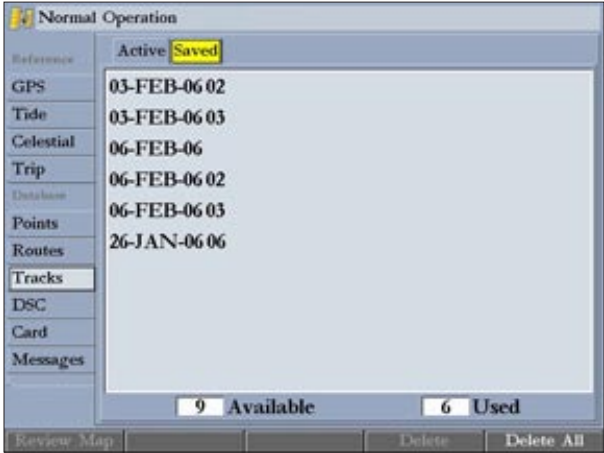 Normal Operation
Active Saved
Reference
GPS
Tide
Celestial
Trip
Database
Points
Routes
Tracks
DSC
Card
Messages
03-FEB-06 02
03-FEB-06 03
06-FEB-06
06-FEB-06 02
06-FEB-06 03
26-JAN-06 06
9 Available
6 Used
Review Map
Delete
Delete All